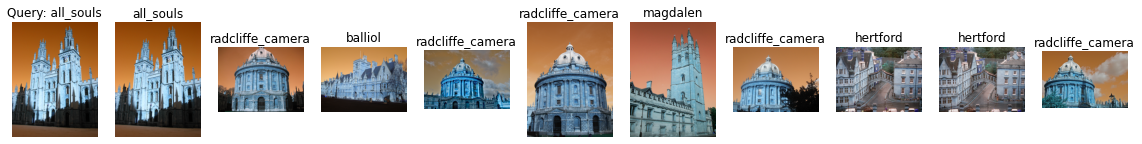 Query: all_souls
all_souls
radcliffe_camera
balliol
radcliffe_camera
radcliffe_camera
magdalen
radcliffe_camera
hertford
hertford
radcliffe_camera